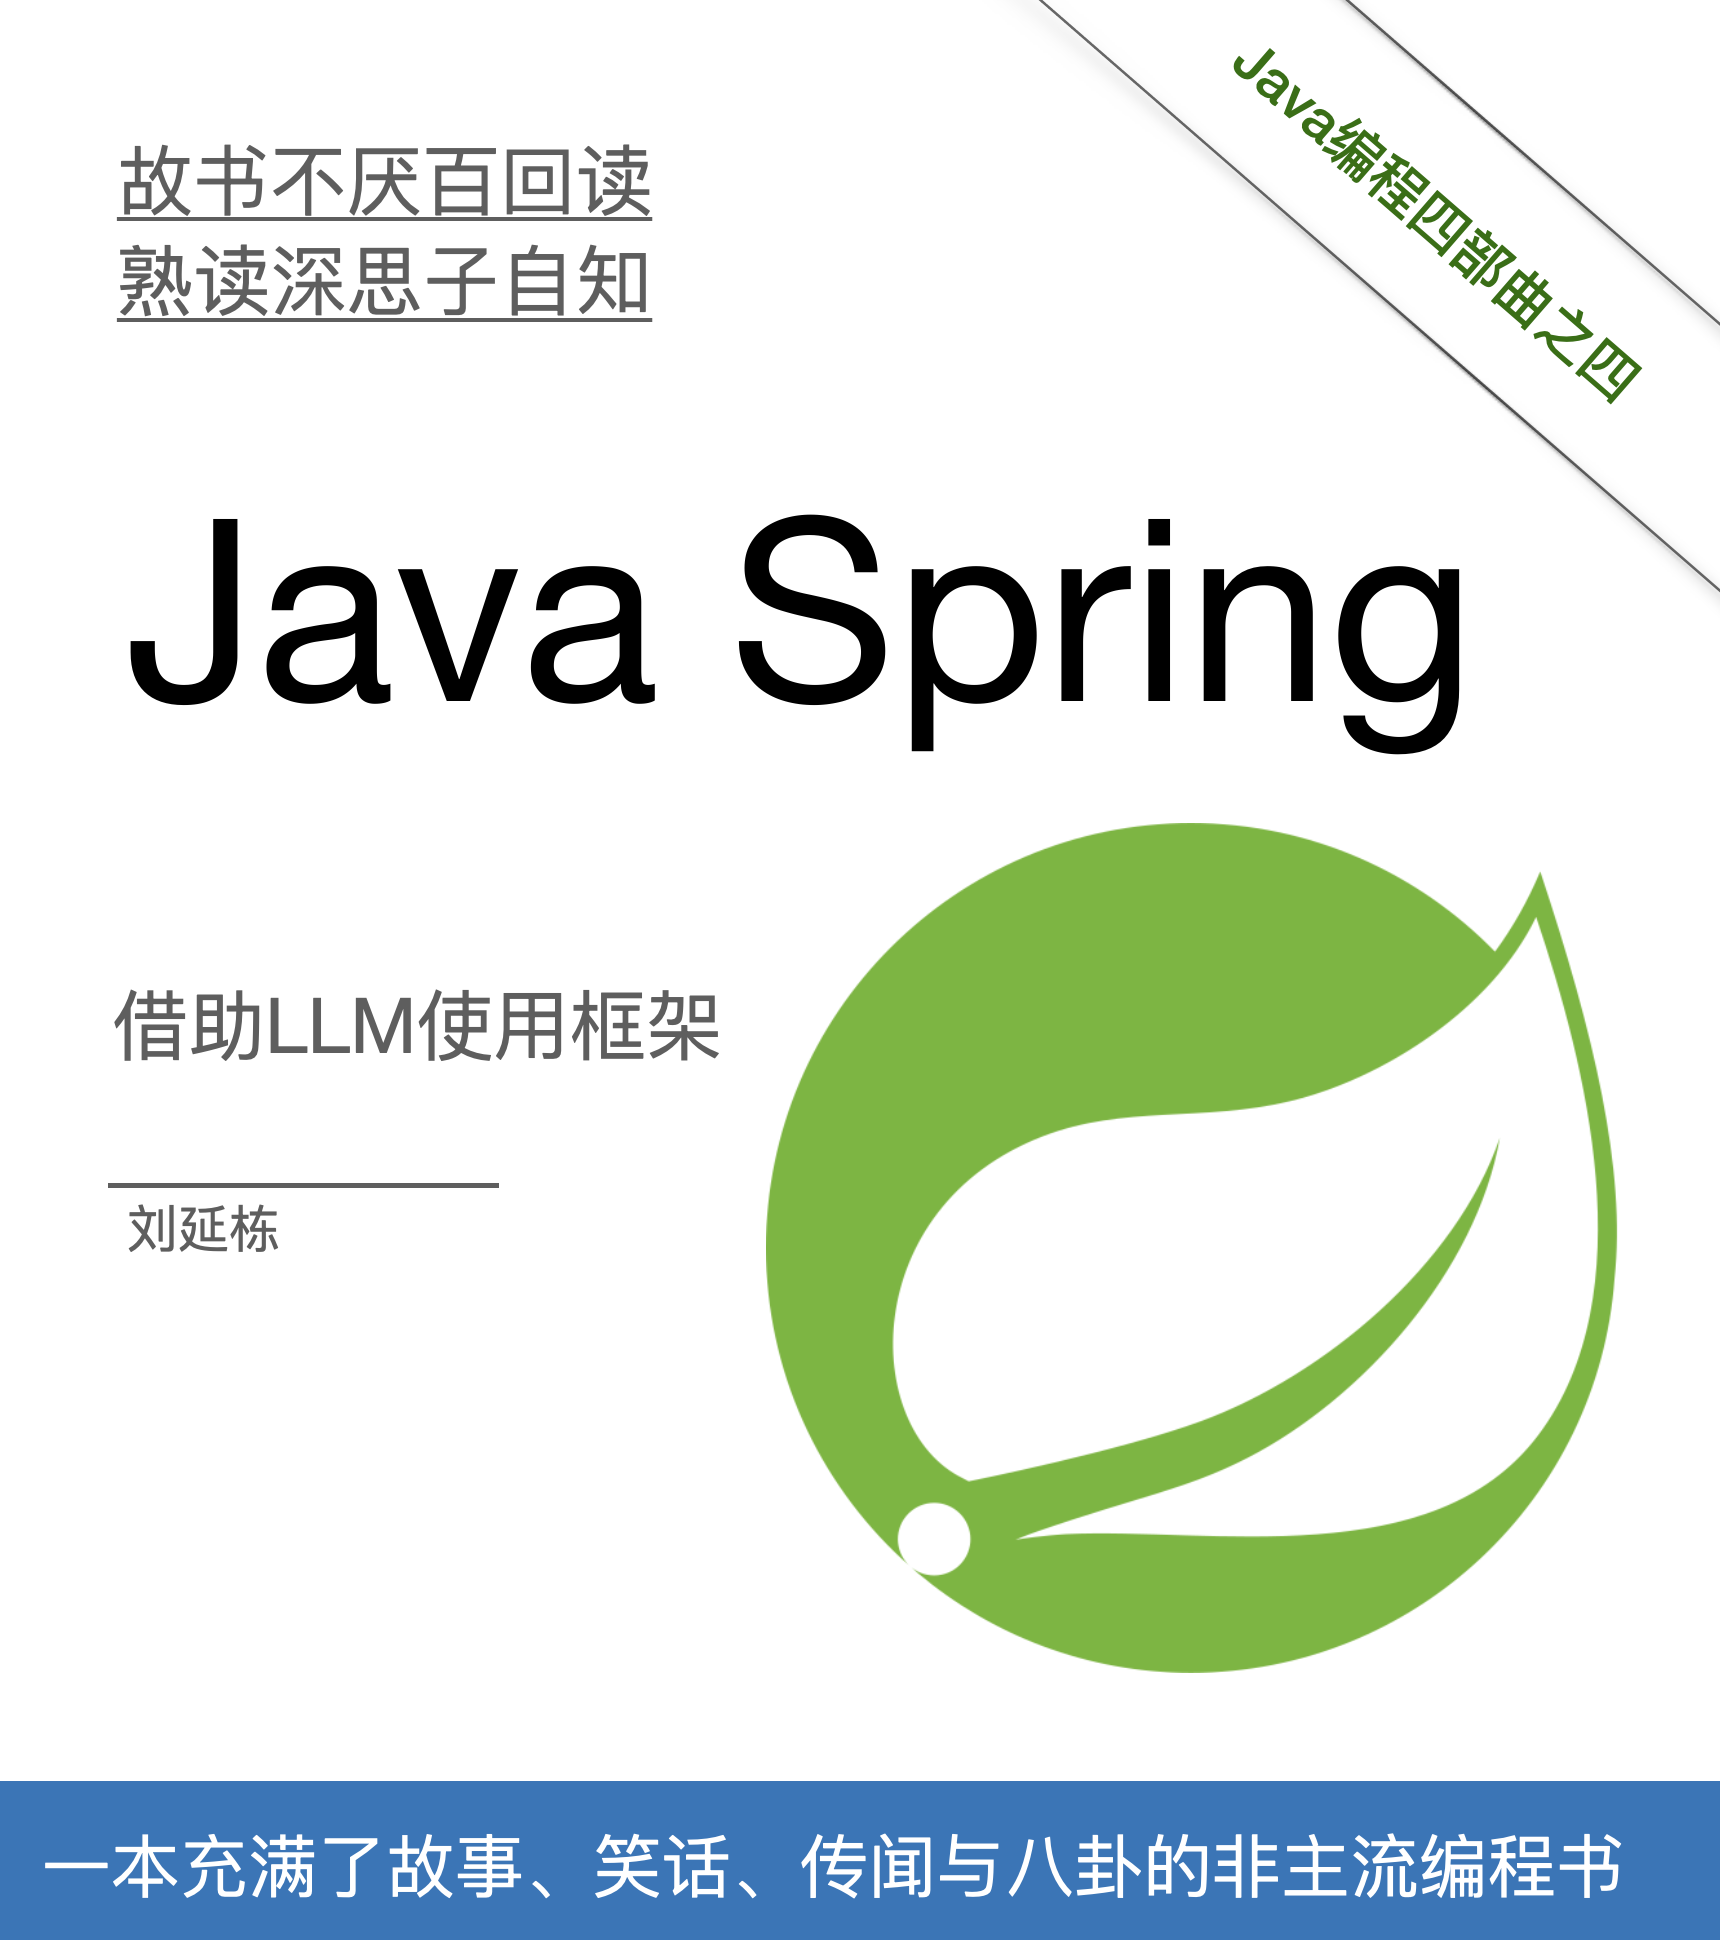 Java编程四部曲之四
故书不厌百回读
熟读深思子自知
Java Spring
借助LLM使用框架
刘延栋
一本充满了故事、笑话、传闻与八卦的非主流编程书